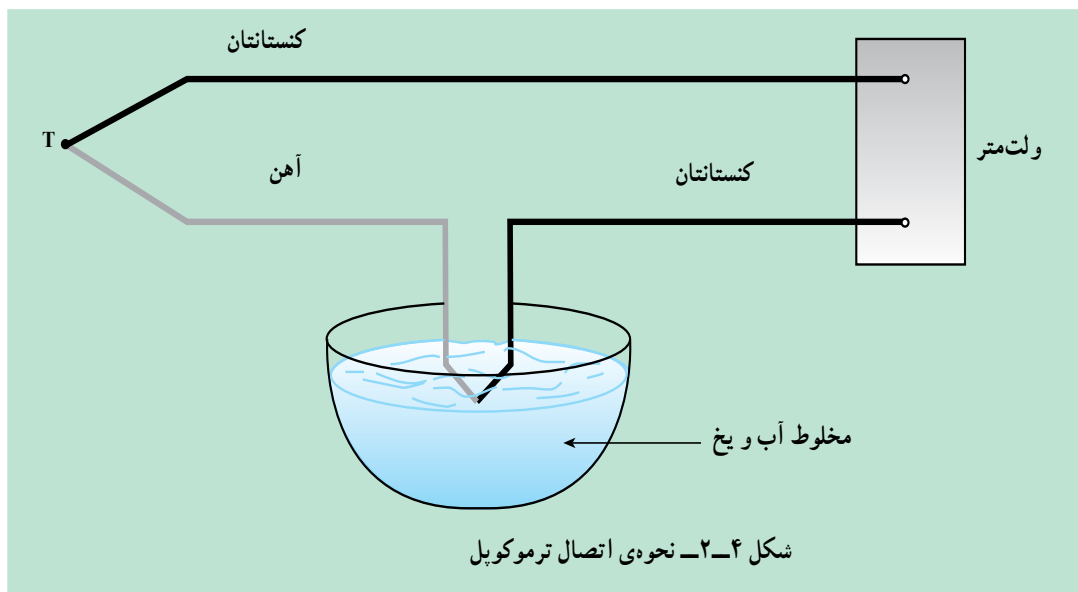 کنستانتان
T
ولت‌متر
آهن
کنستانتان
مخلوط آب و یخ
شکل ۴ــ۲ــ نحوه‌ی اتصال ترموکوپل